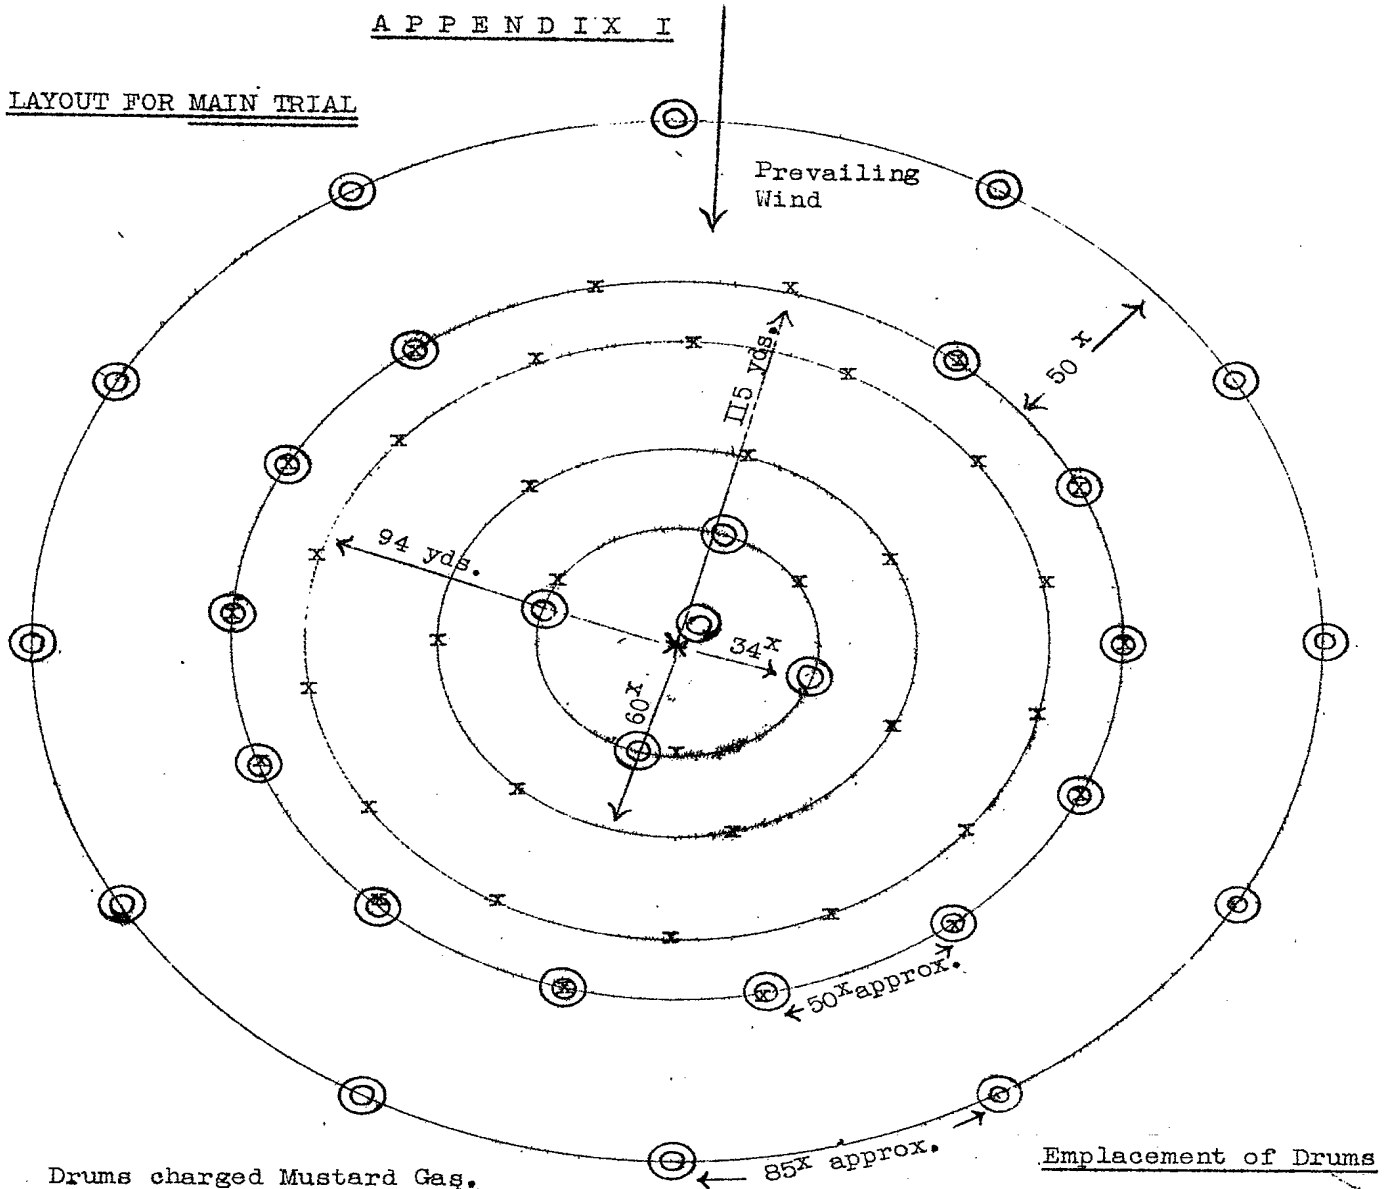 A P P E N D I X I
LAYOUT FOR MAIN TRIAL
Prevailing
Wind
50 x
II5 yds.
94 yds.
34x
60x
50x approx.
85x approx.
Emplacement of Drums
Drums charged Mustard Gas.